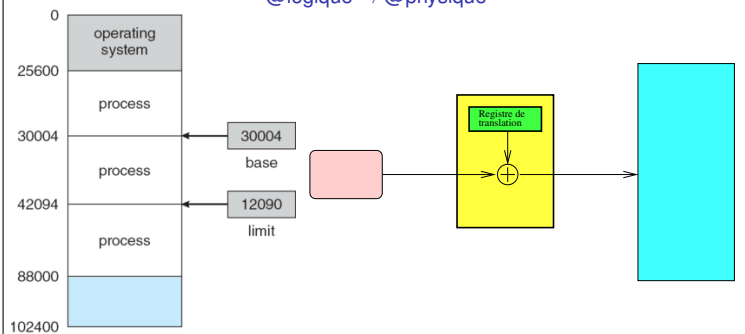 @logique → @physique
0
operating
system
25600
process
30004
30004
base
process
42094
12090
limit
process
88000
102400
Registre de
translation
+